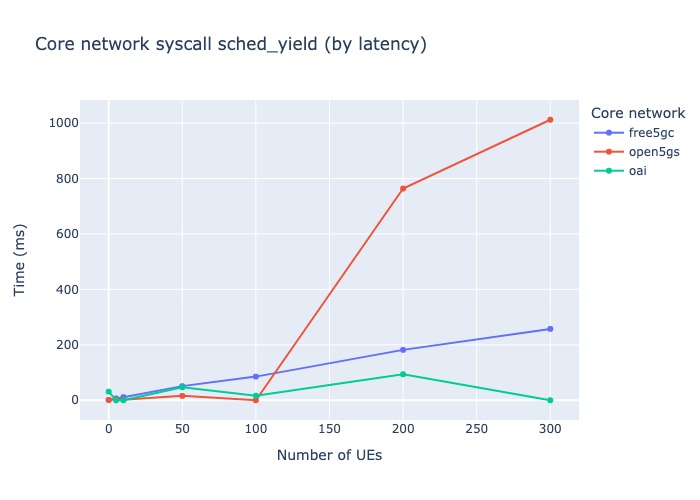 Core network syscall sched_yield (by latency)
Core network
free5gc
open5gs
oai
Time (ms)
1000
800
600
400
200
0
0 50 100 150 200 250 300
Number of UEs